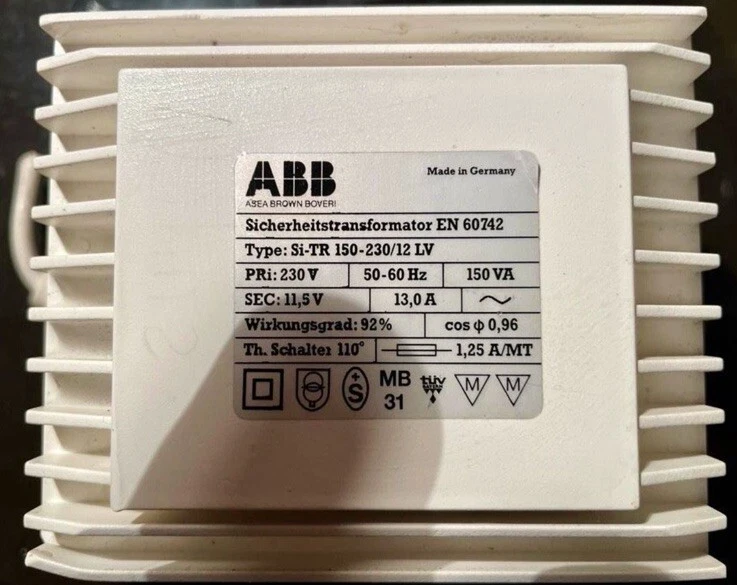 ABB
ASEA BROWN BOVERI
Made in Germany
Sicherheitstransformator EN 60742
Type: Si-TR 150-230/12 LV
PRi: 230 V 50-60 Hz 150 VA
SEC: 11,5 V 13,0 A ~
Wirkungsgrad: 92% cos φ 0,96
Th. Schalter 110° 1,25 A/MT
+ S MB 31 TÜV M M